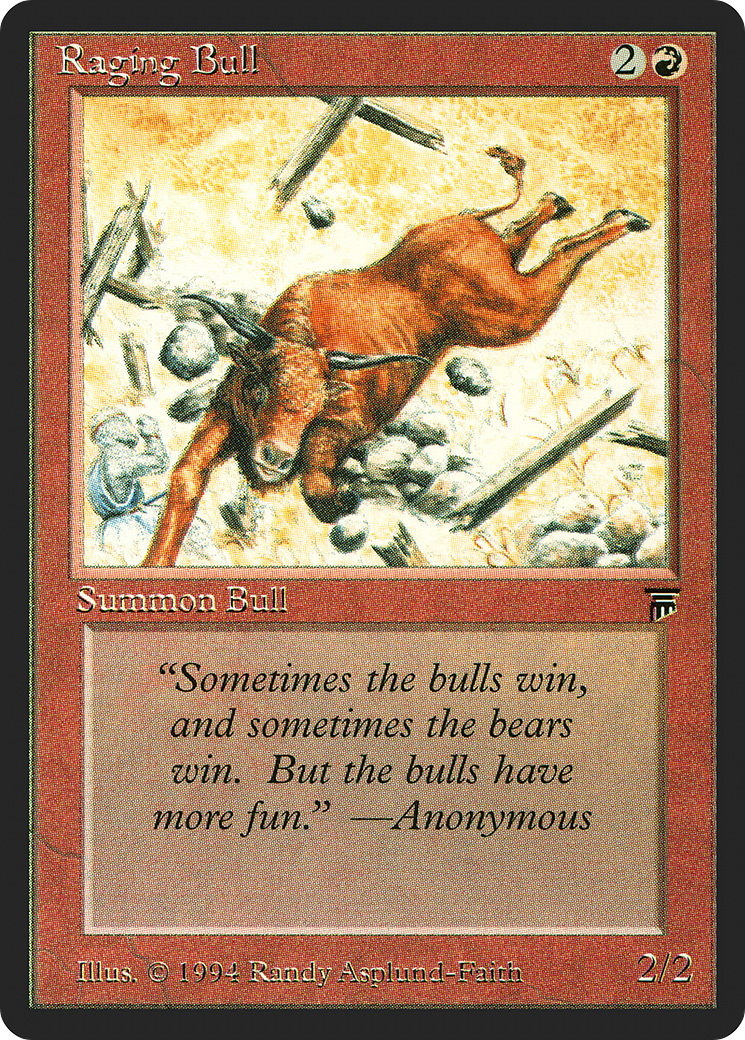 Raging Bull 2
Summon Bull
“Sometimes the bulls win,
and sometimes the bears
win.  But the bulls have
more fun.”  —Anonymous
Illus. © 1994 Randy Asplund-Faith 2/2